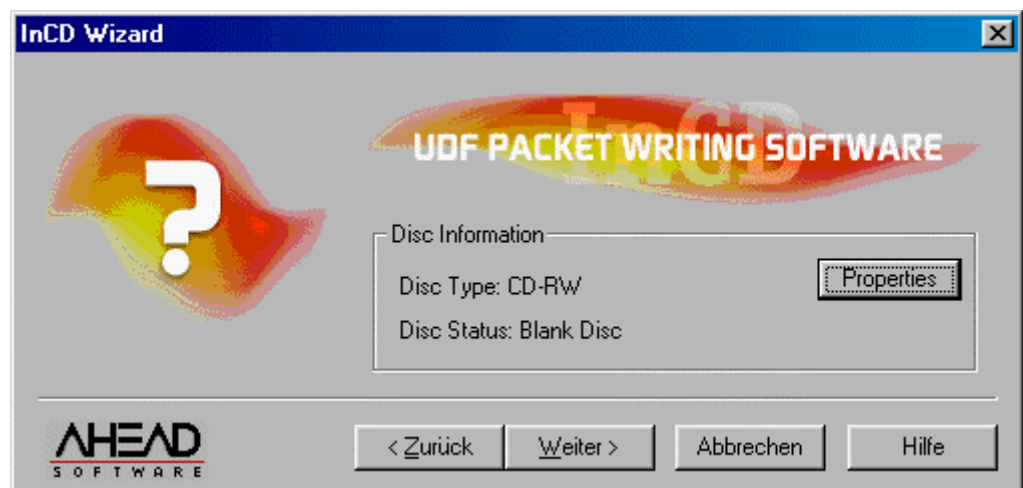 InCD Wizard
InCD
UDF PACKET WRITING SOFTWARE
Disc Information
Disc Type: CD-RW
Properties
Disc Status: Blank Disc
AHEAD
SOFTWARE
< Zurück
Weiter >
Abbrechen
Hilfe